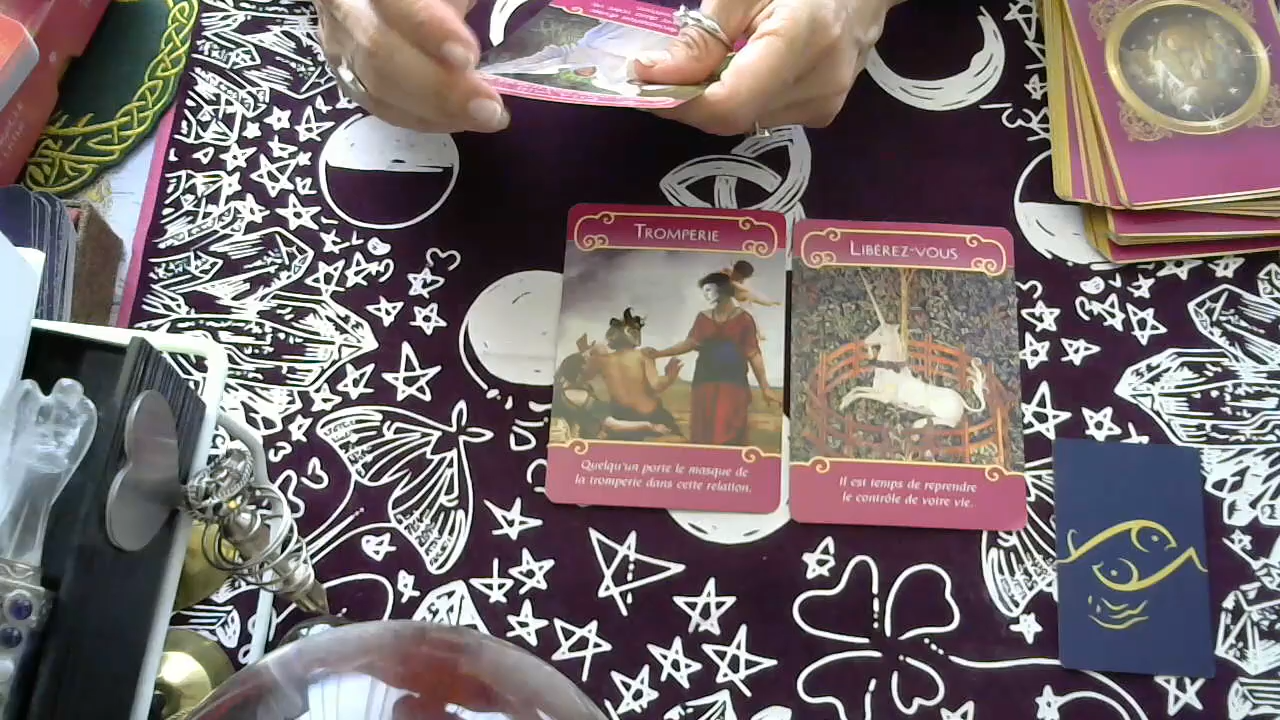 TROMPERIE
Quelqu'un porte le masque de
la tromperie dans cette relation.
LIBÉREZ-VOUS
Il est temps de reprendre
le contrôle de votre vie.